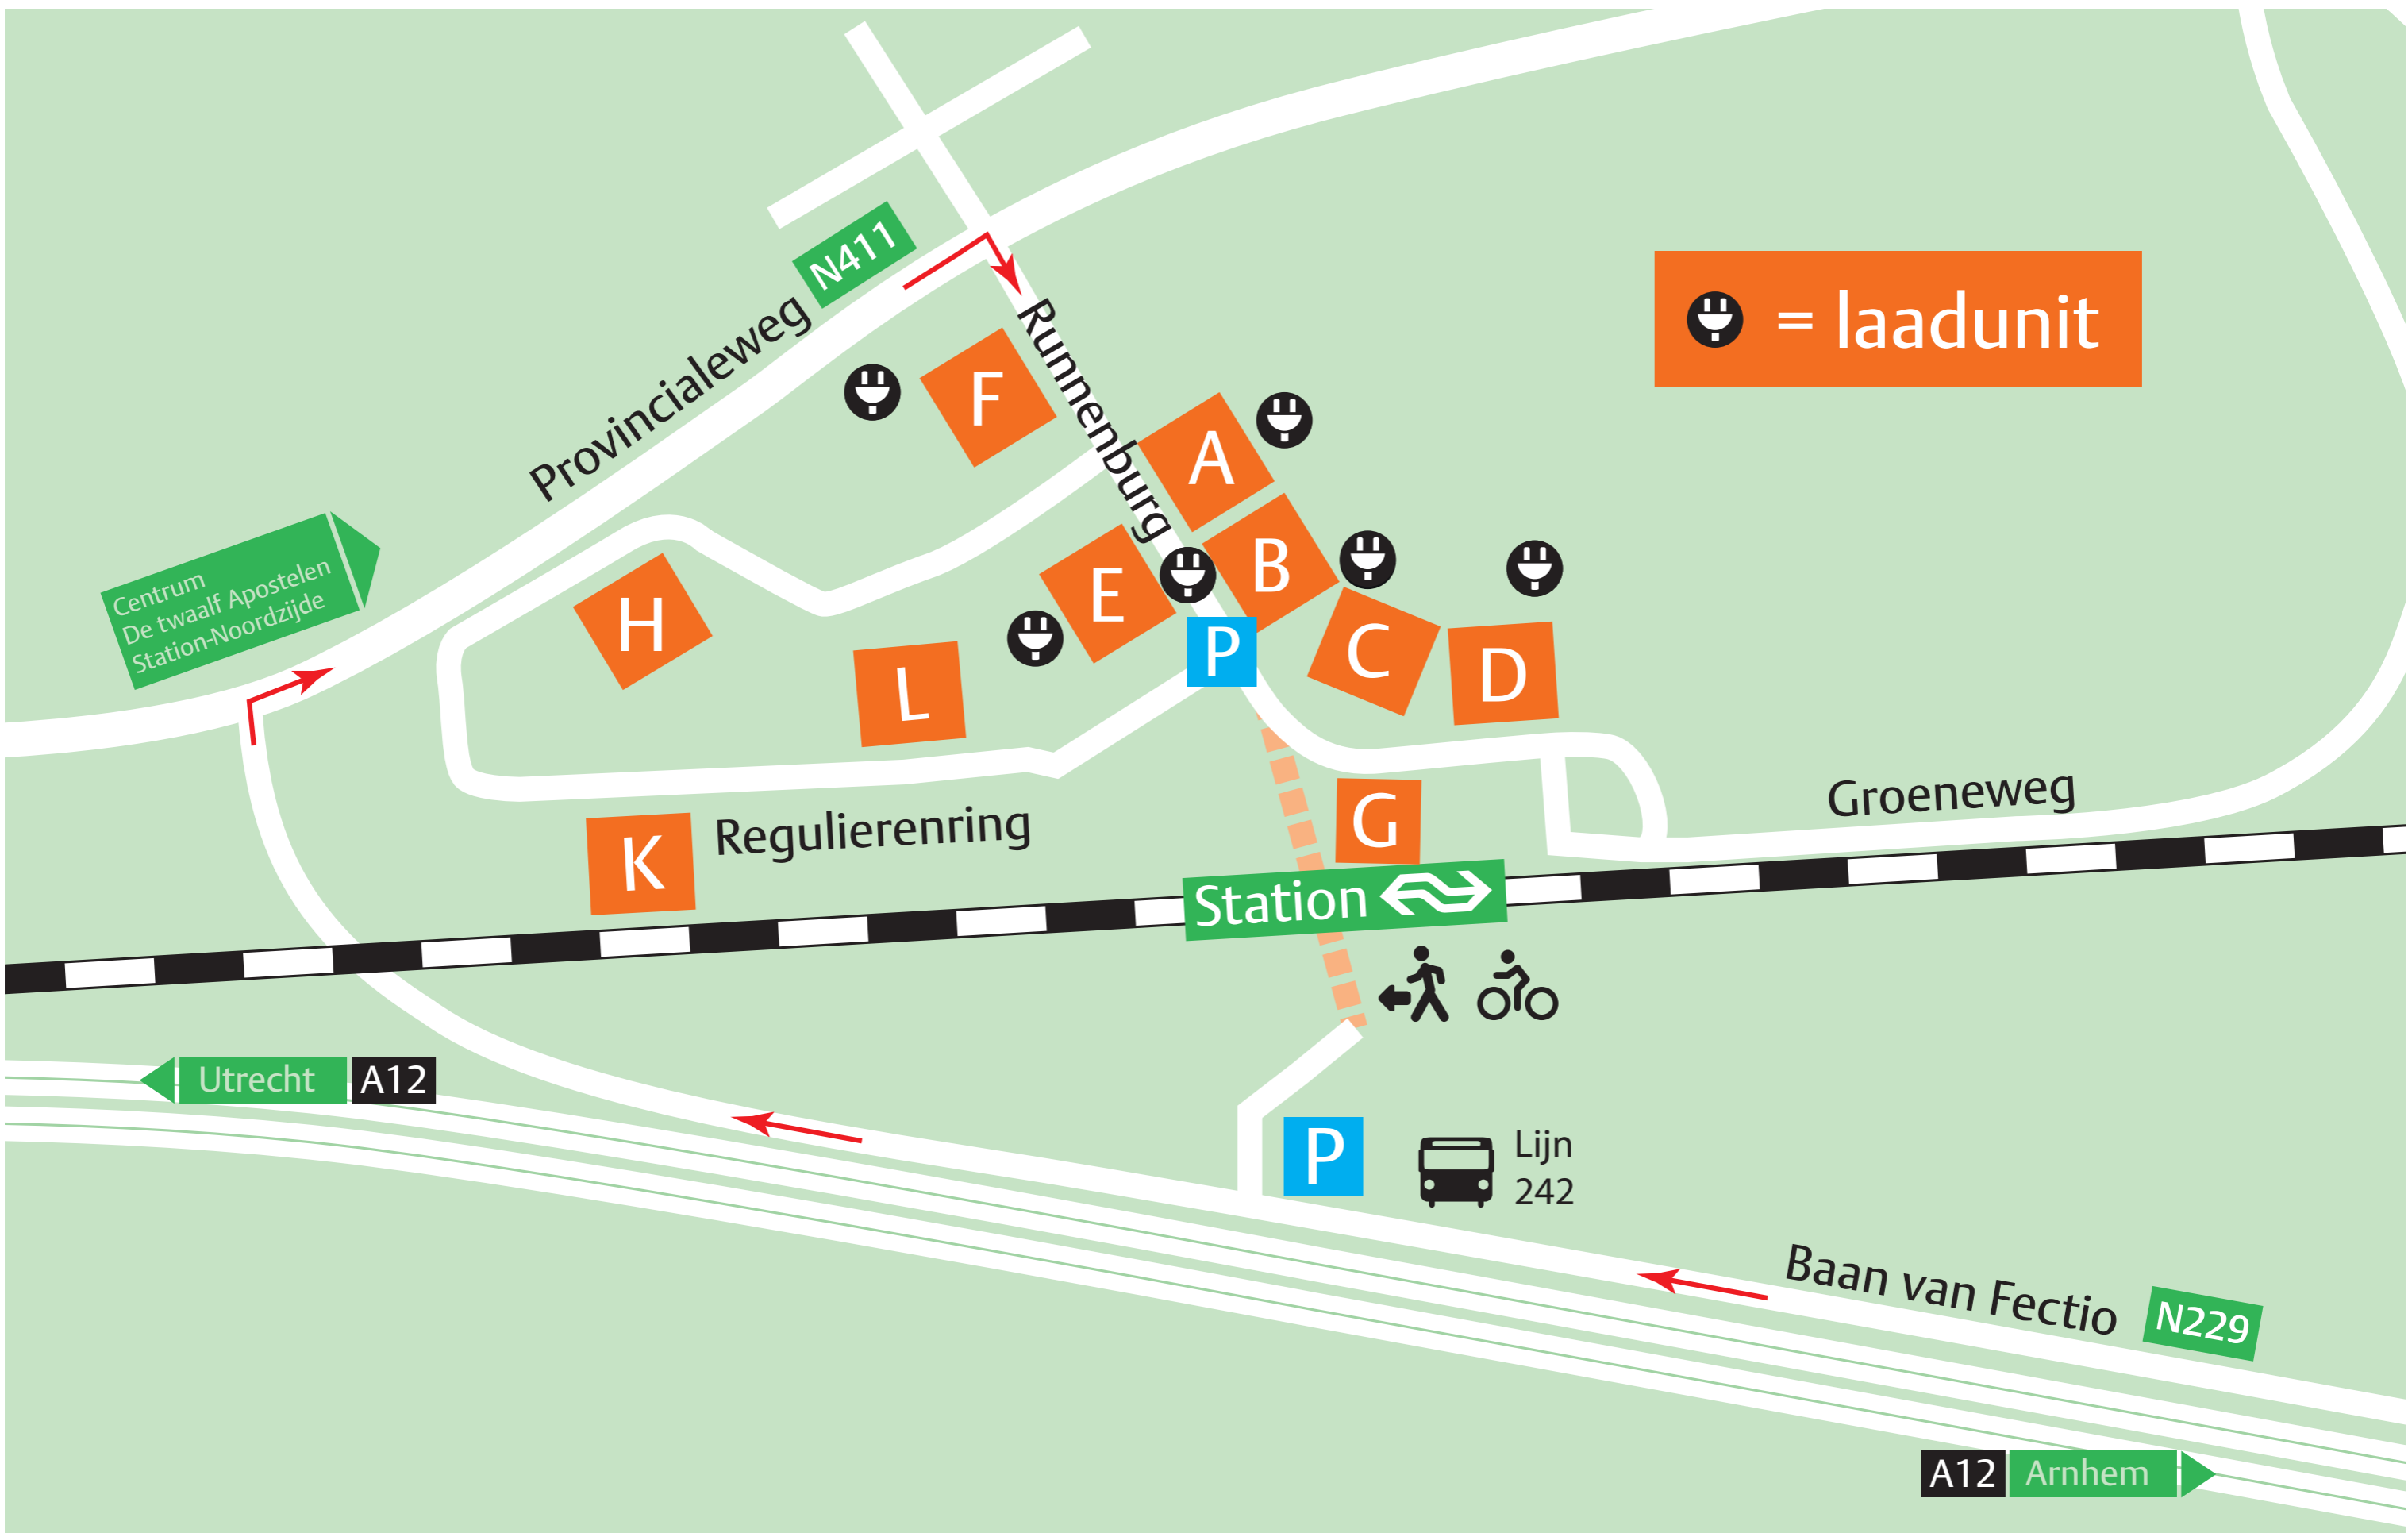 N411
Provincialeweg
Runnenburg
= laadunit
F
A
B
E
H
L
P
C
D
Centrum
De twaalf Apostelen
Station-Noordzijde
G
K
Regulierenring
Groeneweg
Station
Utrecht
A12
P
Lijn
242
Baan van Fectio
N229
A12
Arnhem